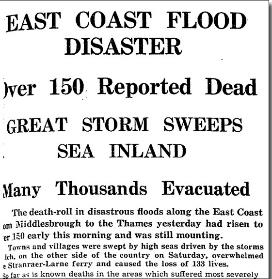 EAST COAST FLOOD
DISASTER
Over 150 Reported Dead
GREAT STORM SWEEPS
SEA INLAND
Many Thousands Evacuated
The death-roll in disastrous floods along the East Coast
om Middlesbrough to the Thames yesterday had risen to
er 150 early this morning and was still mounting.
Towns and villages were swept by high seas driven by the storms
ich, on the other side of the country on Saturday, overwhelmed
e Stranraer-Larne ferry and caused the loss of 133 lives.
far as is known deaths in the areas which suffered most severely